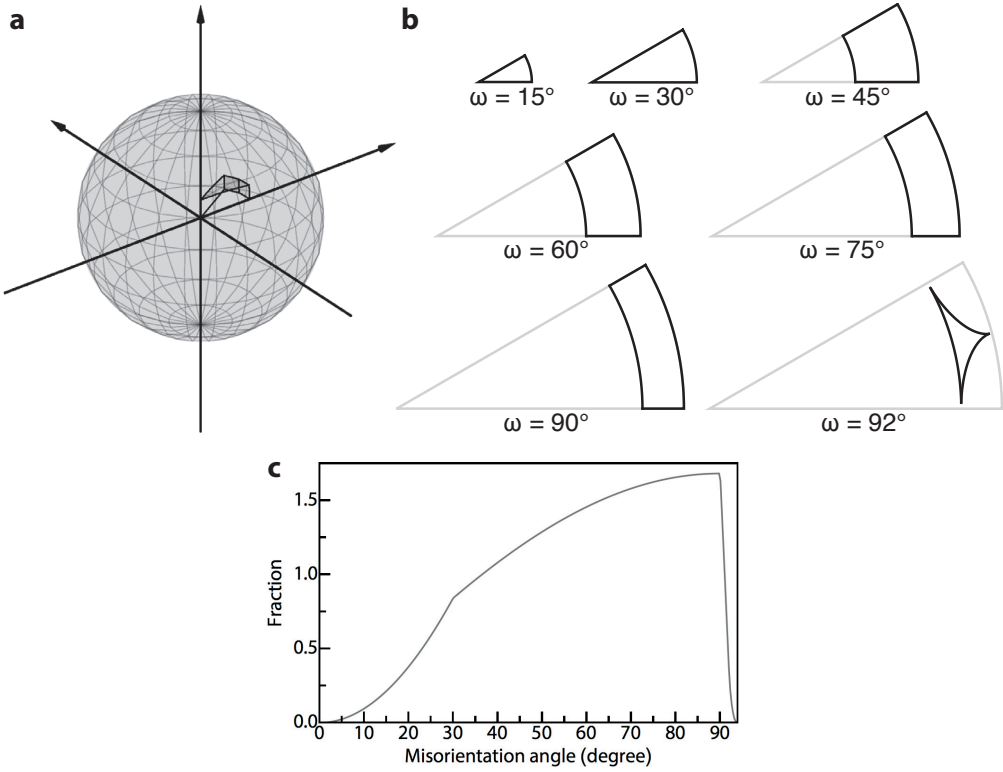 a
b
ω = 15°
ω = 30°
ω = 45°
ω = 60°
ω = 75°
ω = 90°
ω = 92°
c
Fraction
1.5
1.0
0.5
0.0
0 10 20 30 40 50 60 70 80 90
Misorientation angle (degree)